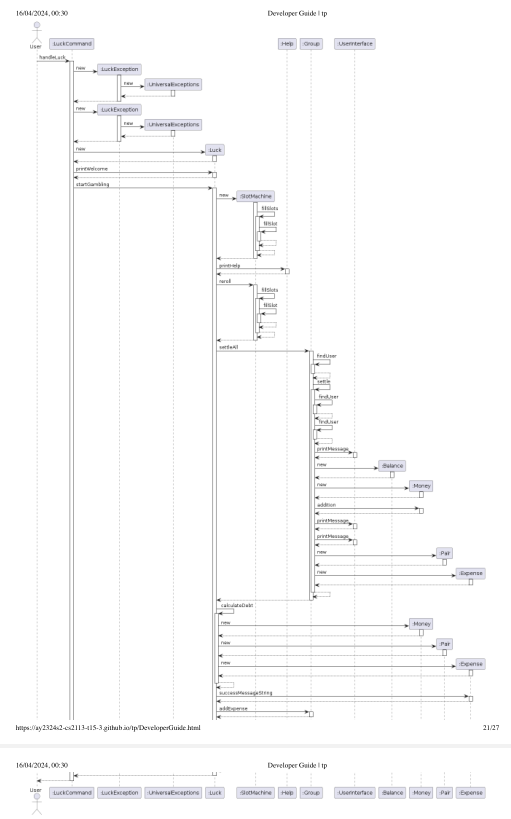 16/04/2024, 00:30 Developer Guide | tp
User :LuckCommand :Help :Group :UserInterface
handleLuck
new :LuckException
new :UniversalExceptions
new :LuckException
new :UniversalExceptions
new :Luck
printWelcome
startGambling
new :SlotMachine
fillSlots
fillSlot
printHelp
reroll
fillSlots
fillSlot
settleAll
findUser
settle
findUser
findUser
printMessage
new :Balance
new :Money
addition
printMessage
printMessage
new :Pair
new :Expense
calculateDebt
new :Money
new :Pair
new :Expense
successMessageString
addExpense
https://ay2324s2-cs2113-t15-3.github.io/tp/DeveloperGuide.html 21/27
16/04/2024, 00:30 Developer Guide | tp
User :LuckCommand :LuckException :UniversalExceptions :Luck :SlotMachine :Help :Group :UserInterface :Balance :Money :Pair :Expense